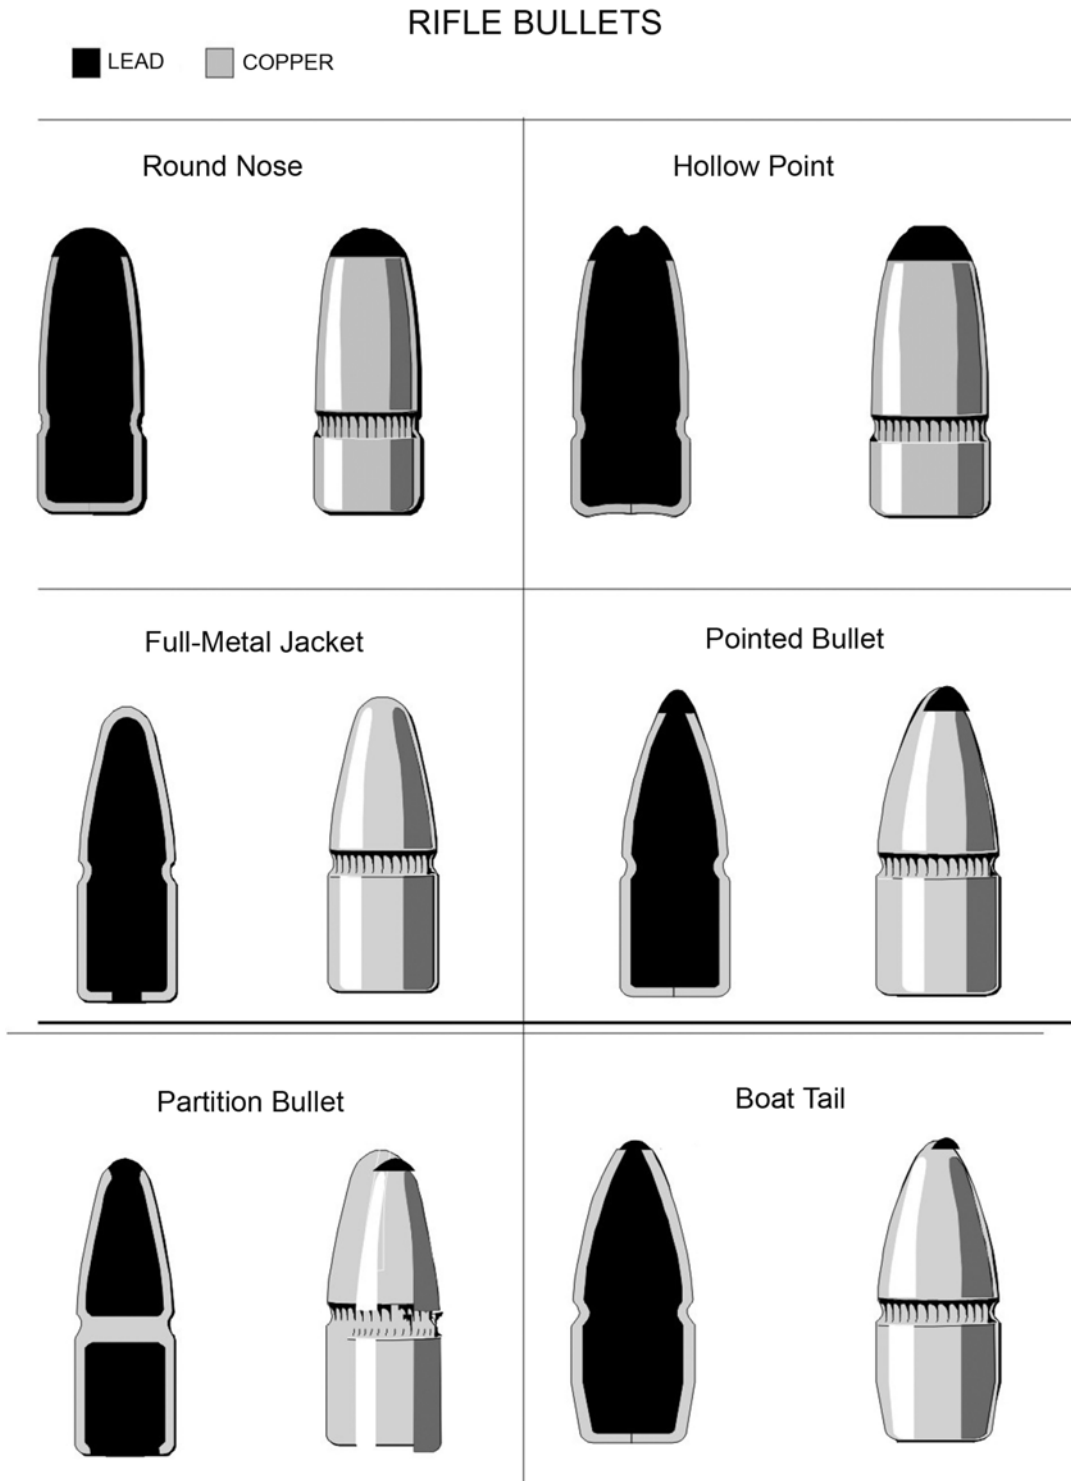 RIFLE BULLETS
LEAD COPPER
Round Nose
Hollow Point
Full-Metal Jacket
Pointed Bullet
Partition Bullet
Boat Tail